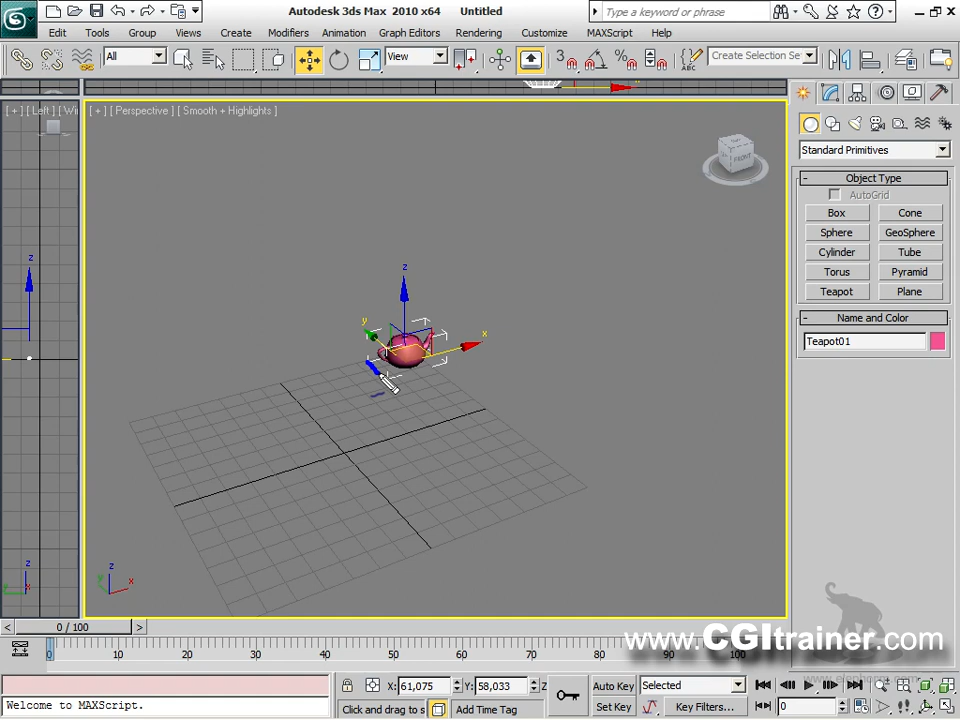 Autodesk 3ds Max 2010 x64 Untitled
Type a keyword or phrase
Edit Tools Group Views Create Modifiers Animation Graph Editors Rendering Customize MAXScript Help
All View Create Selection Se
[ + ] [ Left ] [ Wi
[ + ] [ Perspective ] [ Smooth + Highlights ]
FRONT
Standard Primitives
- Object Type
AutoGrid
Box Cone
Sphere GeoSphere
Cylinder Tube
Torus Pyramid
Teapot Plane
- Name and Color
Teapot01
z
y
x
z
z
y
x
x
< 0 / 100 >
0 10 20 30 40 50 60 70 80 90 100
www.CGItrainer.com
X: 61,075 Y: 58,033 Z
Auto Key Selected
Welcome to MAXScript.
Click and drag to s
Add Time Tag
Set Key Key Filters... 0